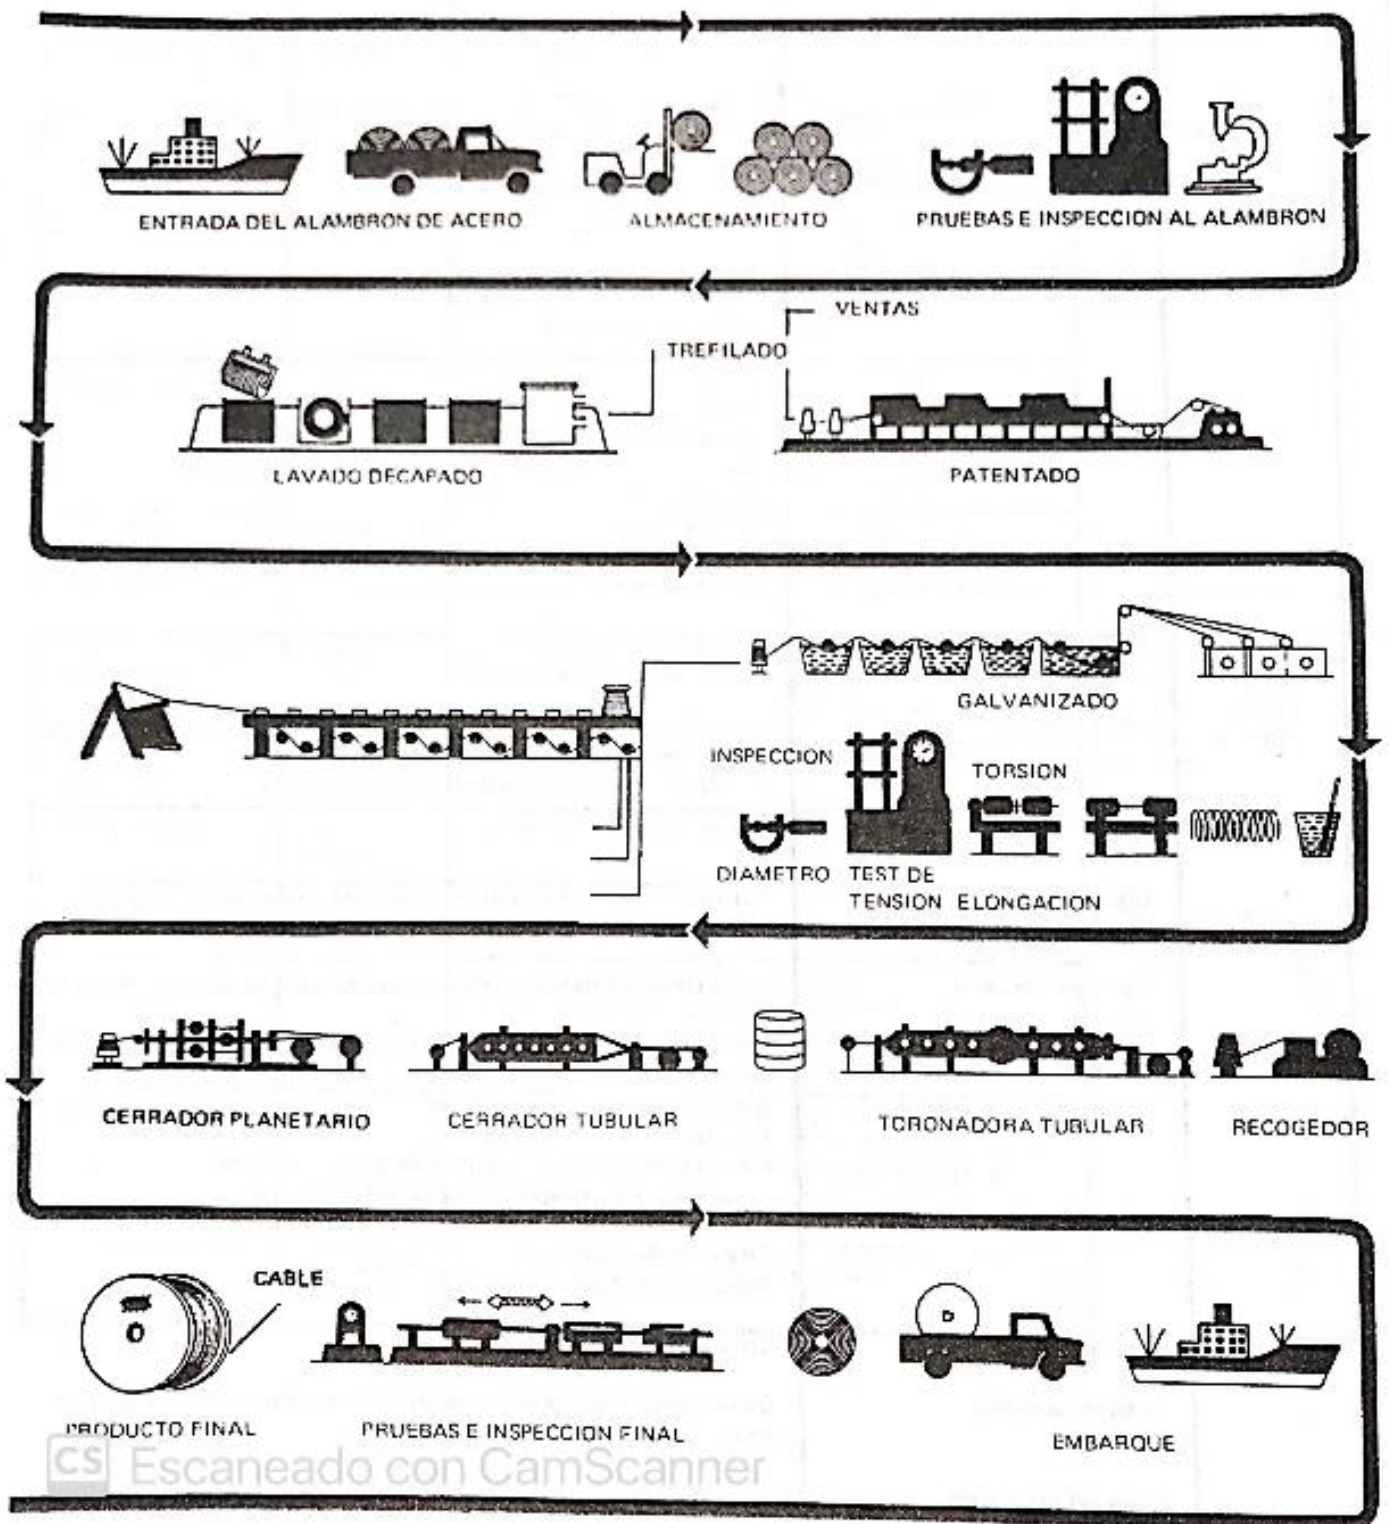 ENTRADA DEL ALAMBRON DE ACERO
ALMACENAMIENTO
PRUEBAS E INSPECCION AL ALAMBRON
VENTAS
TREFILADO
LAVADO DECAPADO
PATENTADO
GALVANIZADO
INSPECCION
TORSION
DIAMETRO
TEST DE
TENSION ELONGACION
CERRADOR PLANETARIO
CERRADOR TUBULAR
TORONADORA TUBULAR
RECOGEDOR
CABLE
PRODUCTO FINAL
PRUEBAS E INSPECCION FINAL
EMBARQUE
CS Escaneado con CamScanner